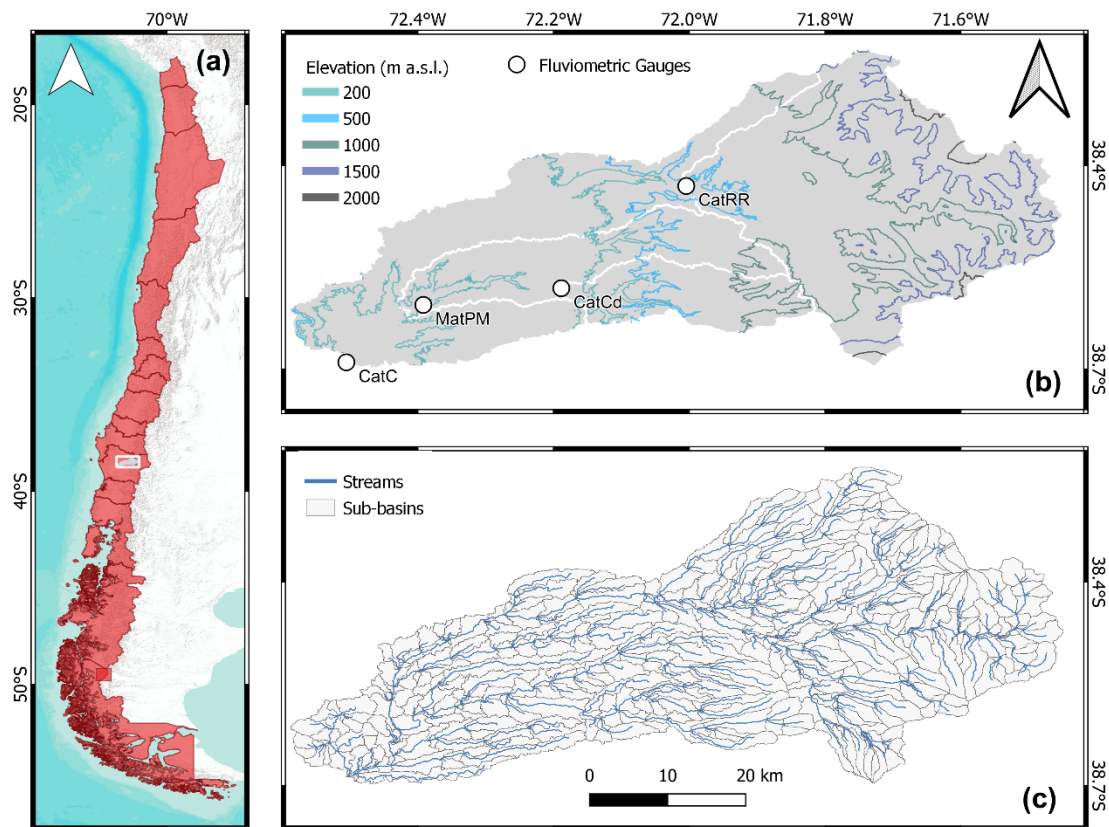 70°W
(a)
20°S
30°S
40°S
50°S
72.4°W 72.2°W 72.0°W 71.8°W 71.6°W
Elevation (m a.s.l.)
200
500
1000
1500
2000
Fluviometric Gauges
CatRR
CatCd
MatPM
CatC
38.4°S
38.7°S
(b)
Streams
Sub-basins
38.4°S
38.7°S
0 10 20 km
(c)